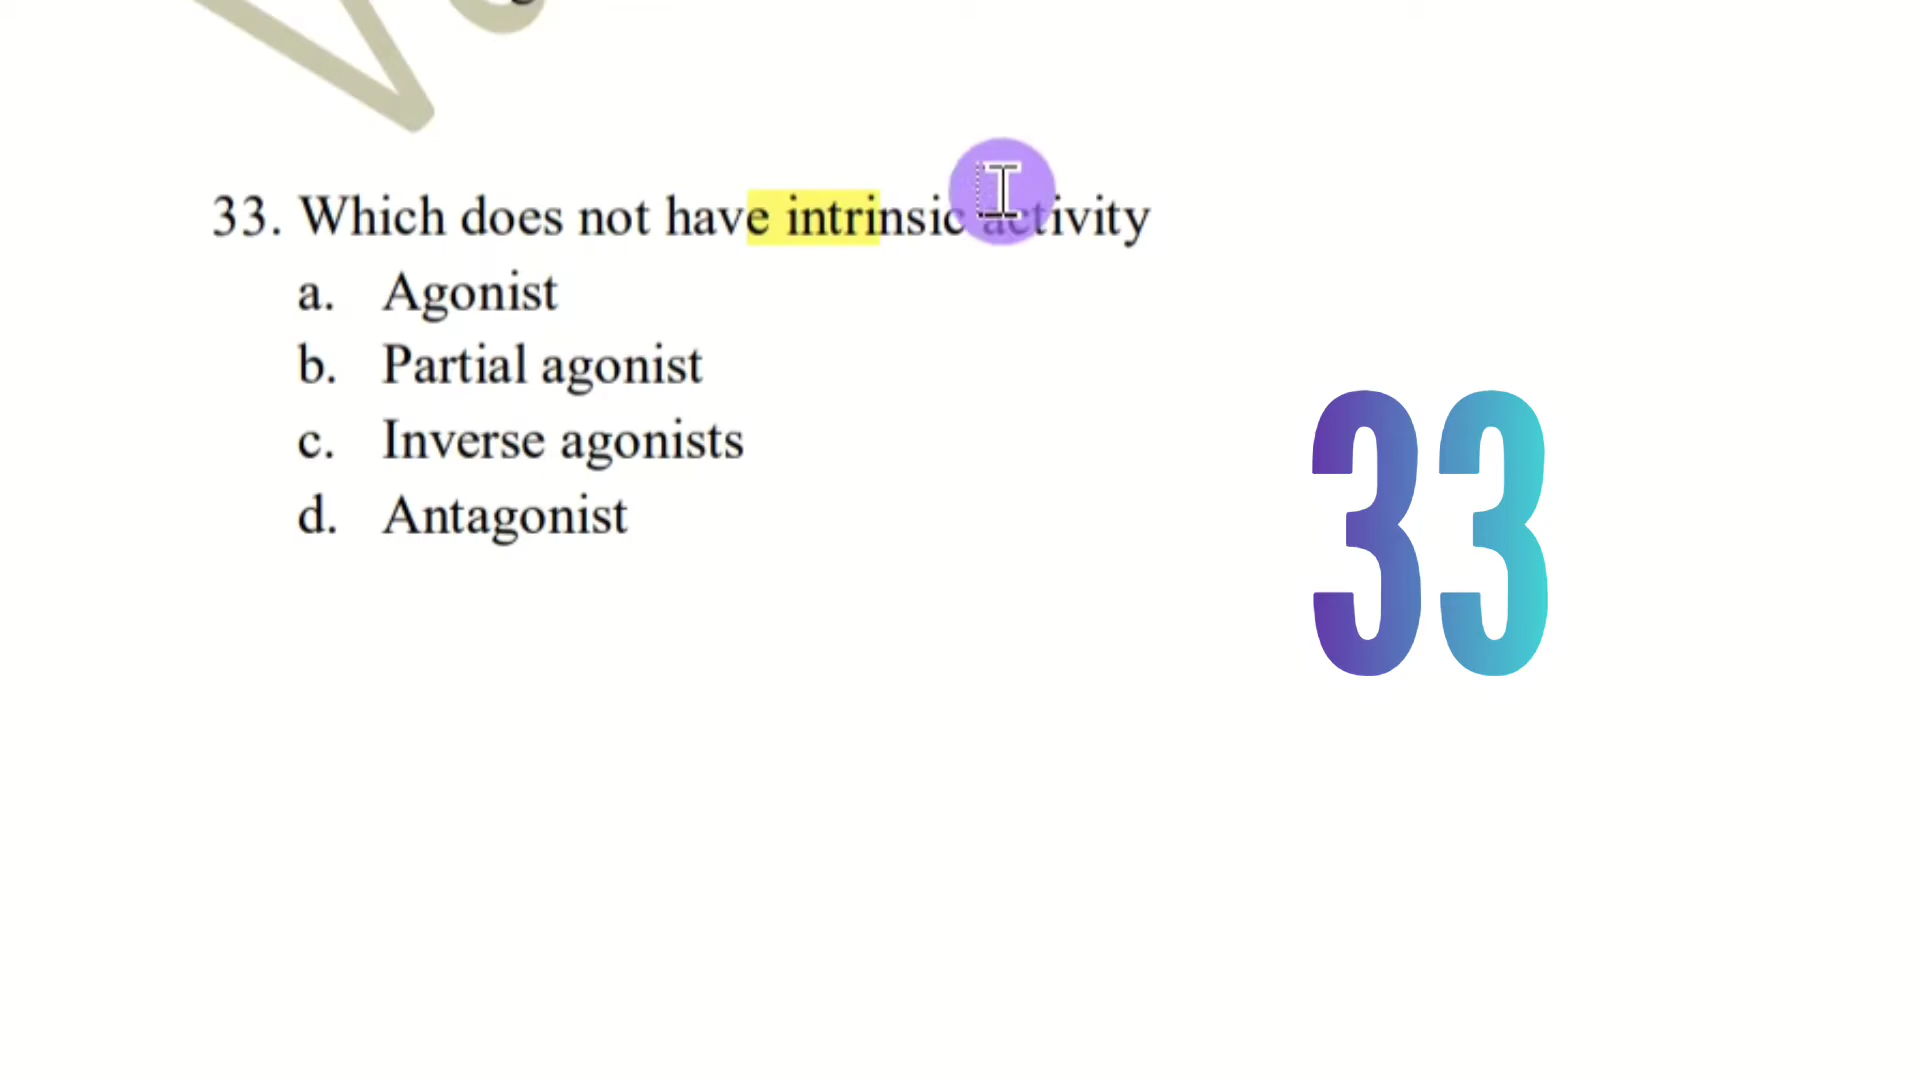 33. Which does not have intrinsic activity
a. Agonist
b. Partial agonist
c. Inverse agonists
d. Antagonist
33